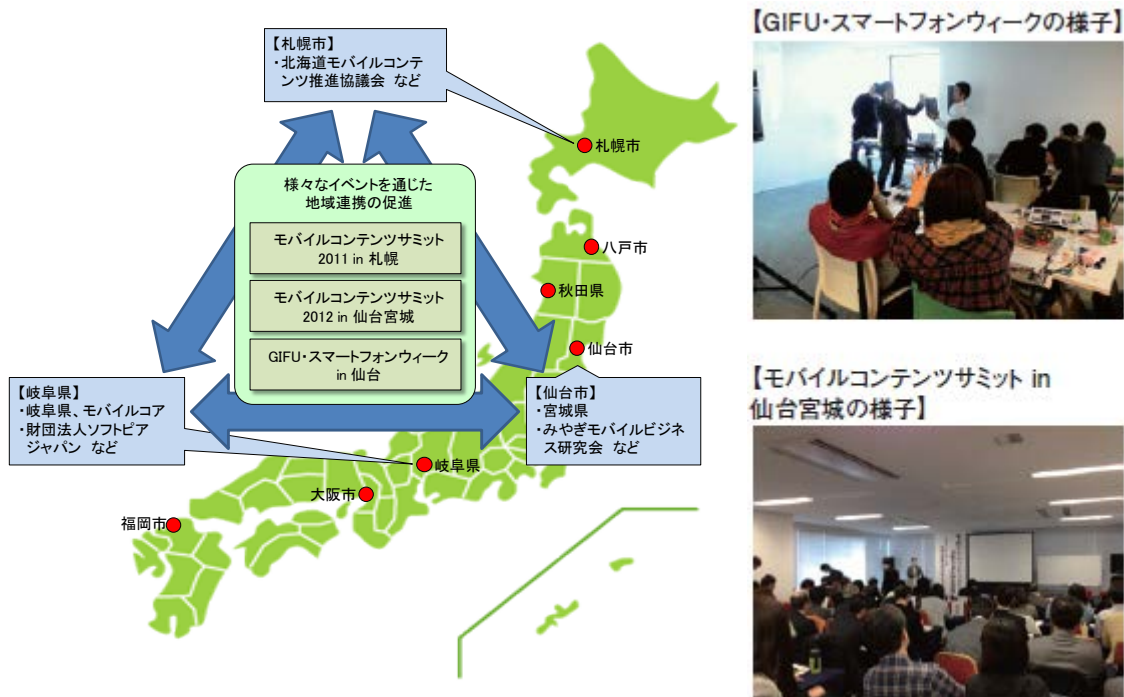 【札幌市】
・北海道モバイルコンテ
ンツ推進協議会 など
札幌市
様々なイベントを通じた
地域連携の促進
モバイルコンテンツサミット
2011 in 札幌
モバイルコンテンツサミット
2012 in 仙台宮城
GIFU・スマートフォンウィーク
in 仙台
八戸市
秋田県
仙台市
【岐阜県】
・岐阜県、モバイルコア
・財団法人ソフトピア
ジャパン など
【仙台市】
・宮城県
・みやぎモバイルビジネ
ス研究会 など
岐阜県
大阪市
福岡市
【GIFU・スマートフォンウィークの様子】
【モバイルコンテンツサミット in
仙台宮城の様子】